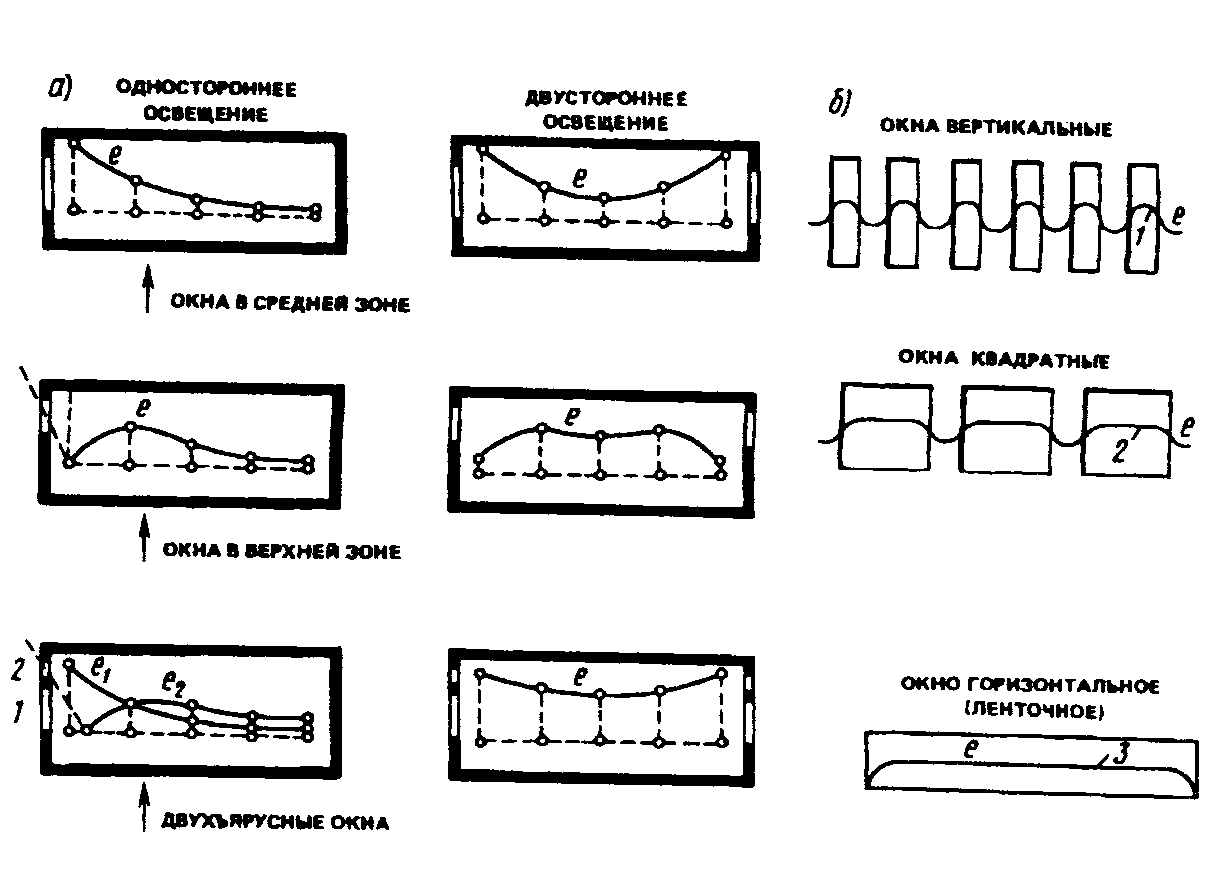 а)
ОДНОСТОРОННЕЕ
ОСВЕЩЕНИЕ
e
ДВУСТОРОННЕЕ
ОСВЕЩЕНИЕ
e
ОКНА В СРЕДНЕЙ ЗОНЕ
e
e
ОКНА В ВЕРХНЕЙ ЗОНЕ
2
1
e1
e2
e
ДВУХЪЯРУСНЫЕ ОКНА
б)
ОКНА ВЕРТИКАЛЬНЫЕ
1
e
ОКНА КВАДРАТНЫЕ
2
e
ОКНО ГОРИЗОНТАЛЬНОЕ
(ЛЕНТОЧНОЕ)
e
3